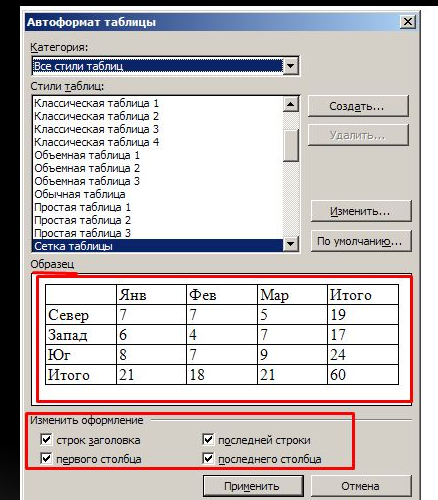 Автоформат таблицы
Категория:
Все стили таблиц
Стили таблиц:
Классическая таблица 1
Классическая таблица 2
Классическая таблица 3
Классическая таблица 4
Объемная таблица 1
Объемная таблица 2
Объемная таблица 3
Обычная таблица
Простая таблица 1
Простая таблица 2
Простая таблица 3
Сетка таблицы
Создать...
Удалить...
Изменить...
По умолчанию...
Образец
Янв Фев Мар Итого
Север 7 7 5 19
Запад 6 4 7 17
Юг 8 7 9 24
Итого 21 18 21 60
Изменить оформление
строк заголовка последней строки
первого столбца последнего столбца
Применить Отмена